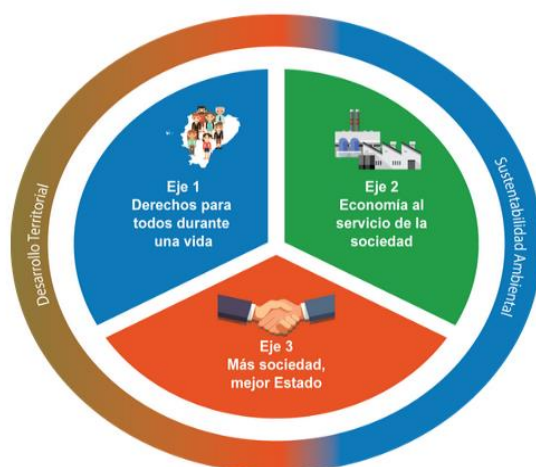 Desarrollo Territorial
Eje 1
Derechos para
todos durante
una vida
Eje 2
Economía al
servicio de la
sociedad
Sustentabilidad Ambiental
Eje 3
Más sociedad,
mejor Estado